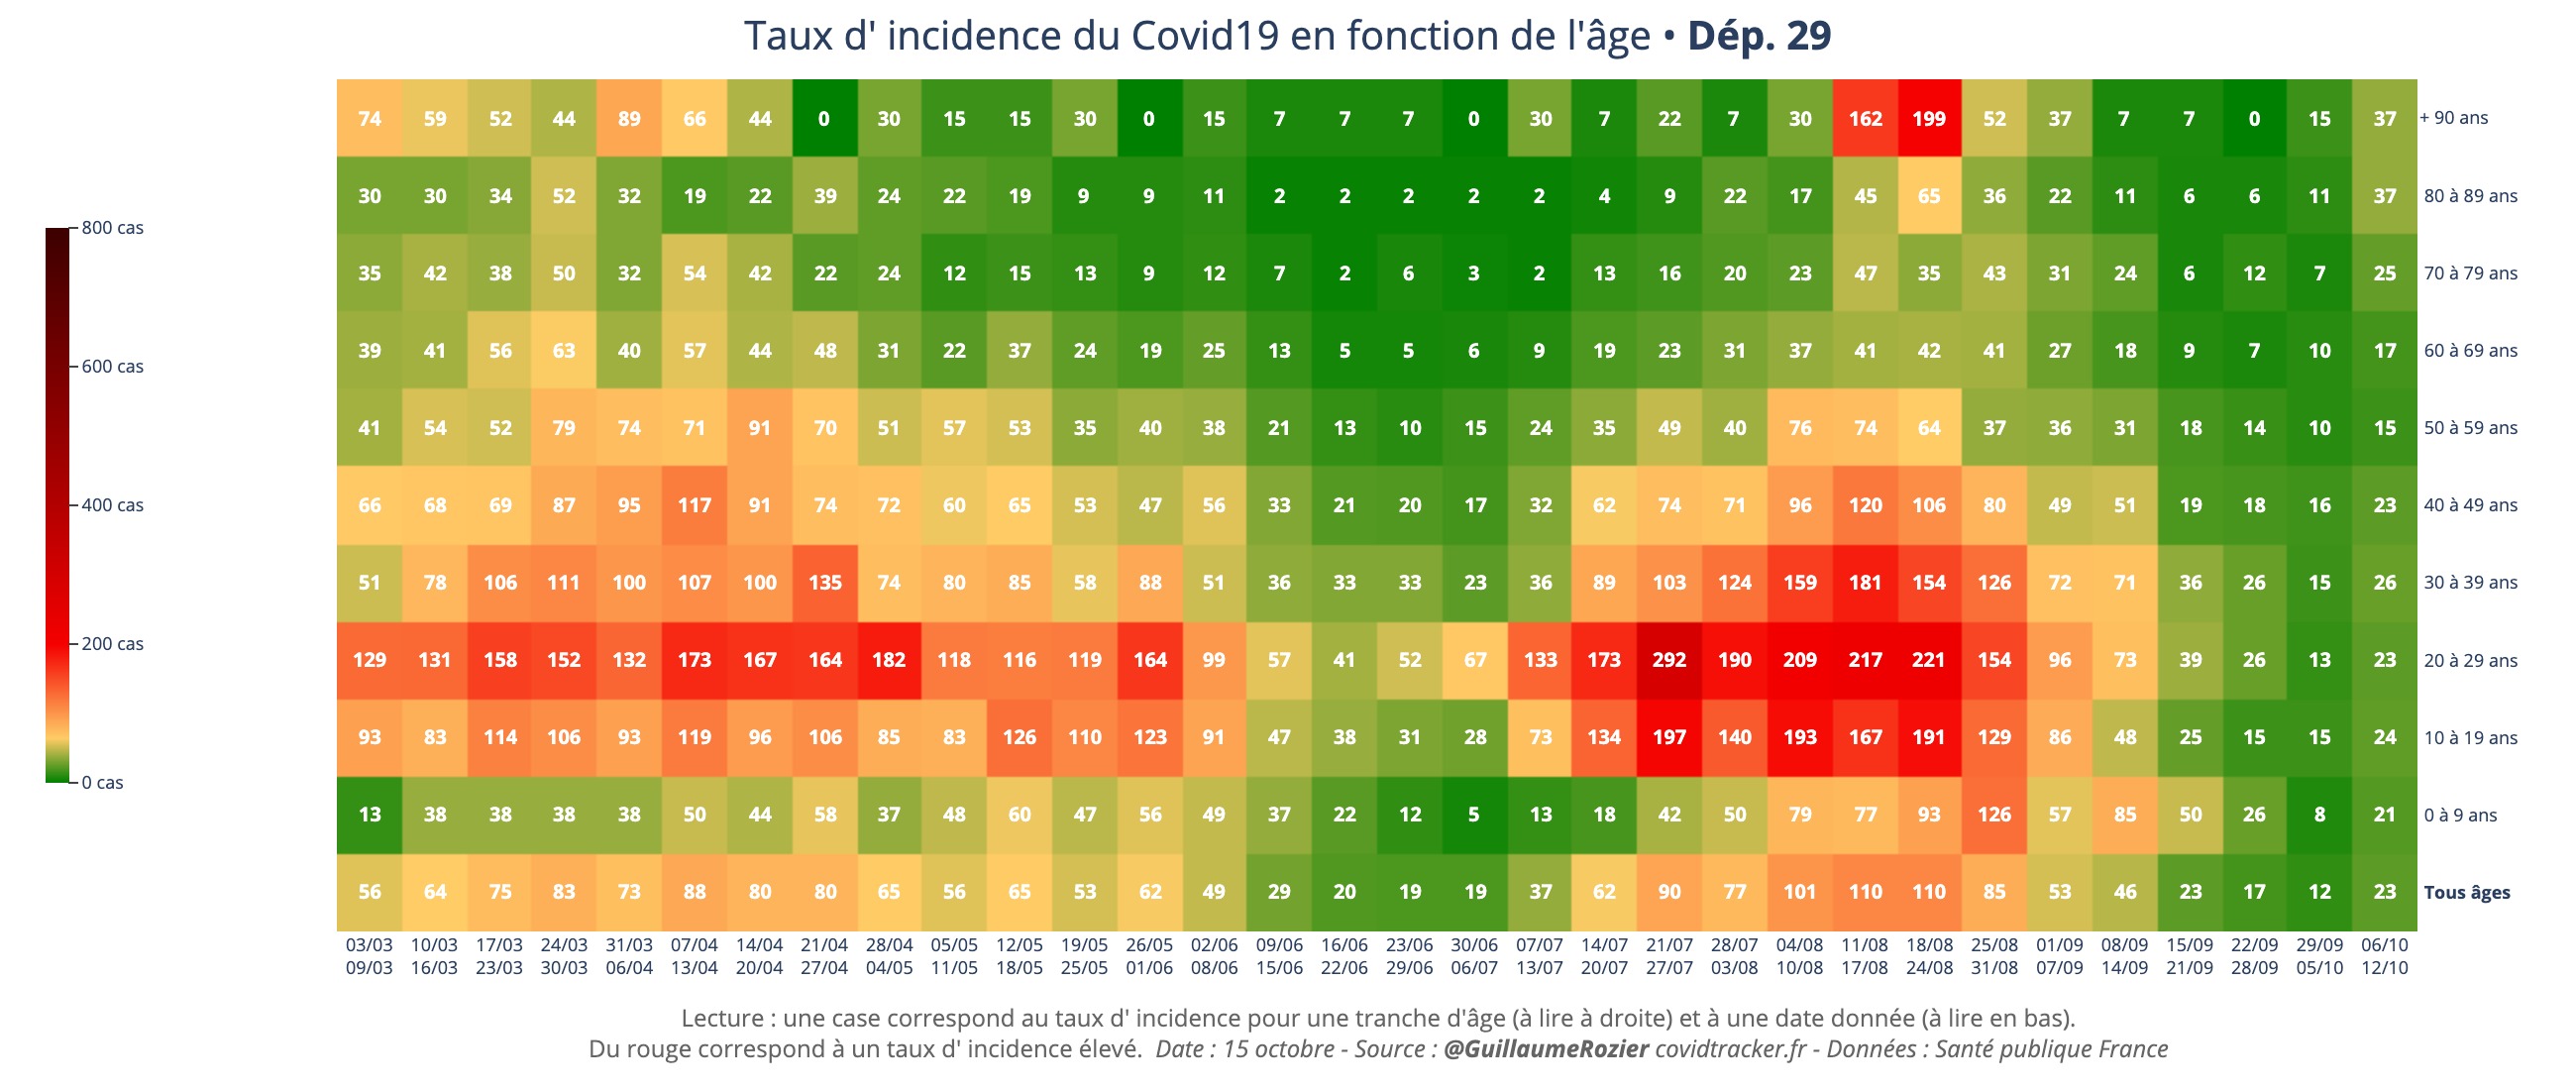 Taux d' incidence du Covid19 en fonction de l'âge • Dép. 29
800 cas
600 cas
400 cas
200 cas
0 cas
74 59 52 44 89 66 44 0 30 15 15 30 0 15 7 7 7 0 30 7 22 7 30 162 199 52 37 7 7 0 15 37 + 90 ans
30 30 34 52 32 19 22 39 24 22 19 9 9 11 2 2 2 2 2 4 9 22 17 45 65 36 22 11 6 6 11 37 80 à 89 ans
35 42 38 50 32 54 42 22 24 12 15 13 9 12 7 2 6 3 2 13 16 20 23 47 35 43 31 24 6 12 7 25 70 à 79 ans
39 41 56 63 40 57 44 48 31 22 37 24 19 25 13 5 5 6 9 19 23 31 37 41 42 41 27 18 9 7 10 17 60 à 69 ans
41 54 52 79 74 71 91 70 51 57 53 35 40 38 21 13 10 15 24 35 49 40 76 74 64 37 36 31 18 14 10 15 50 à 59 ans
66 68 69 87 95 117 91 74 72 60 65 53 47 56 33 21 20 17 32 62 74 71 96 120 106 80 49 51 19 18 16 23 40 à 49 ans
51 78 106 111 100 107 100 135 74 80 85 58 88 51 36 33 33 23 36 89 103 124 159 181 154 126 72 71 36 26 15 26 30 à 39 ans
129 131 158 152 132 173 167 164 182 118 116 119 164 99 57 41 52 67 133 173 292 190 209 217 221 154 96 73 39 26 13 23 20 à 29 ans
93 83 114 106 93 119 96 106 85 83 126 110 123 91 47 38 31 28 73 134 197 140 193 167 191 129 86 48 25 15 15 24 10 à 19 ans
13 38 38 38 38 50 44 58 37 48 60 47 56 49 37 22 12 5 13 18 42 50 79 77 93 126 57 85 50 26 8 21 0 à 9 ans
56 64 75 83 73 88 80 80 65 56 65 53 62 49 29 20 19 19 37 62 90 77 101 110 110 85 53 46 23 17 12 23 Tous âges
03/03 10/03 17/03 24/03 31/03 07/04 14/04 21/04 28/04 05/05 12/05 19/05 26/05 02/06 09/06 16/06 23/06 30/06 07/07 14/07 21/07 28/07 04/08 11/08 18/08 25/08 01/09 08/09 15/09 22/09 29/09 06/10
09/03 16/03 23/03 30/03 06/04 13/04 20/04 27/04 04/05 11/05 18/05 25/05 01/06 08/06 15/06 22/06 29/06 06/07 13/07 20/07 27/07 03/08 10/08 17/08 24/08 31/08 07/09 14/09 21/09 28/09 05/10 12/10
Lecture : une case correspond au taux d' incidence pour une tranche d'âge (à lire à droite) et à une date donnée (à lire en bas).
Du rouge correspond à un taux d' incidence élevé. Date : 15 octobre - Source : @GuillaumeRozier covidtracker.fr - Données : Santé publique France